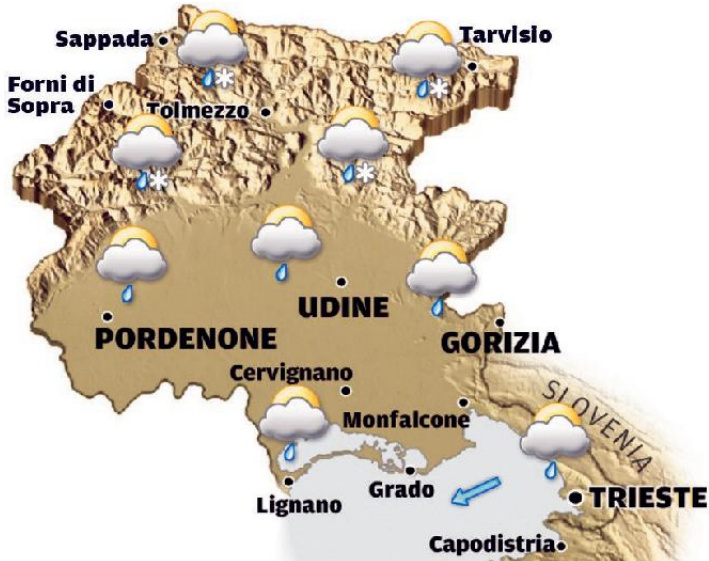 Sappada
Tarvisio
Forni di
Sopra
Tolmezzo
UDINE
PORDENONE
GORIZIA
Cervignano
SLOVENIA
Monfalcone
Grado
Lignano
TRIESTE
Capodistria